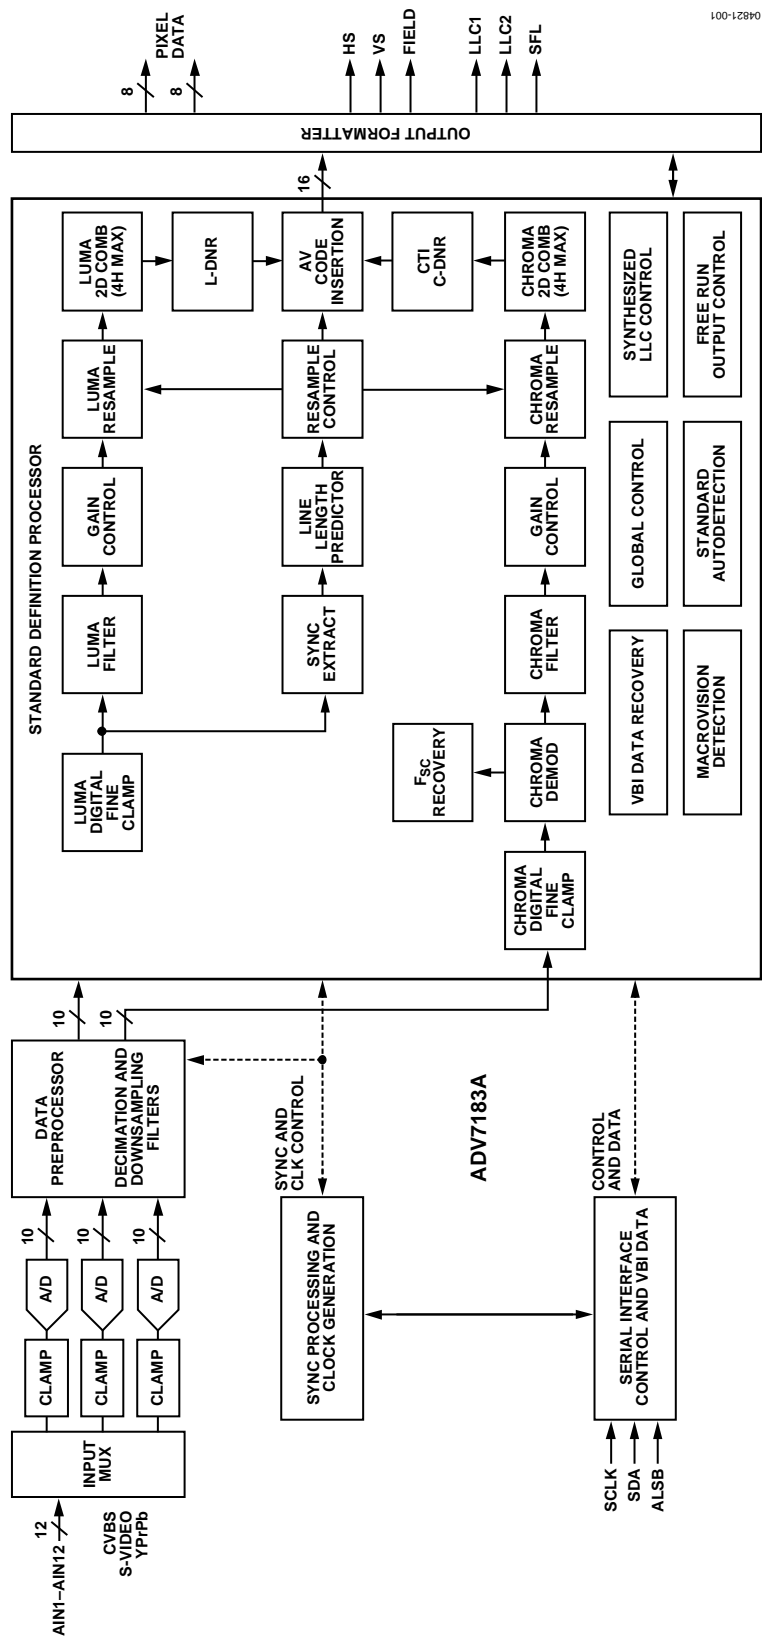 AIN1–AIN12
12
CVBS
S-VIDEO
YPrPb
INPUT
MUX
CLAMP
CLAMP
CLAMP
A/D
A/D
A/D
10
10
10
DATA
PREPROCESSOR
DECIMATION AND
DOWNSAMPLING
FILTERS
10
10
SYNC PROCESSING AND
CLOCK GENERATION
SYNC AND
CLK CONTROL
SCLK
SDA
ALSB
SERIAL INTERFACE
CONTROL AND VBI DATA
CONTROL
AND DATA
ADV7183A
STANDARD DEFINITION PROCESSOR
LUMA
DIGITAL
FINE
CLAMP
LUMA
FILTER
GAIN
CONTROL
LUMA
RESAMPLE
LUMA
2D COMB
(4H MAX)
L-DNR
SYNC
EXTRACT
LINE
LENGTH
PREDICTOR
RESAMPLE
CONTROL
AV
CODE
INSERTION
FSC
RECOVERY
CTI
C-DNR
CHROMA
DIGITAL
FINE
CLAMP
CHROMA
DEMOD
CHROMA
FILTER
GAIN
CONTROL
CHROMA
RESAMPLE
CHROMA
2D COMB
(4H MAX)
VBI DATA RECOVERY
GLOBAL CONTROL
SYNTHESIZED
LLC CONTROL
MACROVISION
DETECTION
STANDARD
AUTODETECTION
FREE RUN
OUTPUT CONTROL
16
OUTPUT FORMATTER
8
8
PIXEL
DATA
HS
VS
FIELD
LLC1
LLC2
SFL
04821-001